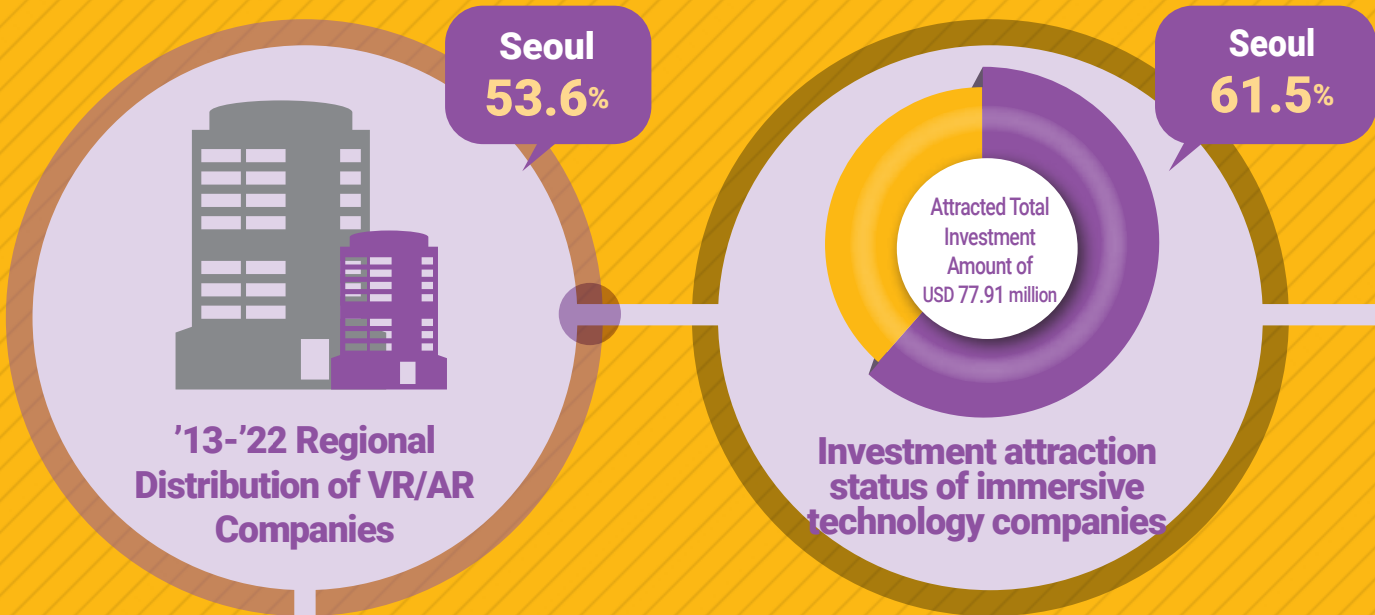 Seoul
53.6%
’13-’22 Regional
Distribution of VR/AR
Companies
Seoul
61.5%
Attracted Total
Investment
Amount of
USD 77.91 million
Investment attraction
status of immersive
technology companies